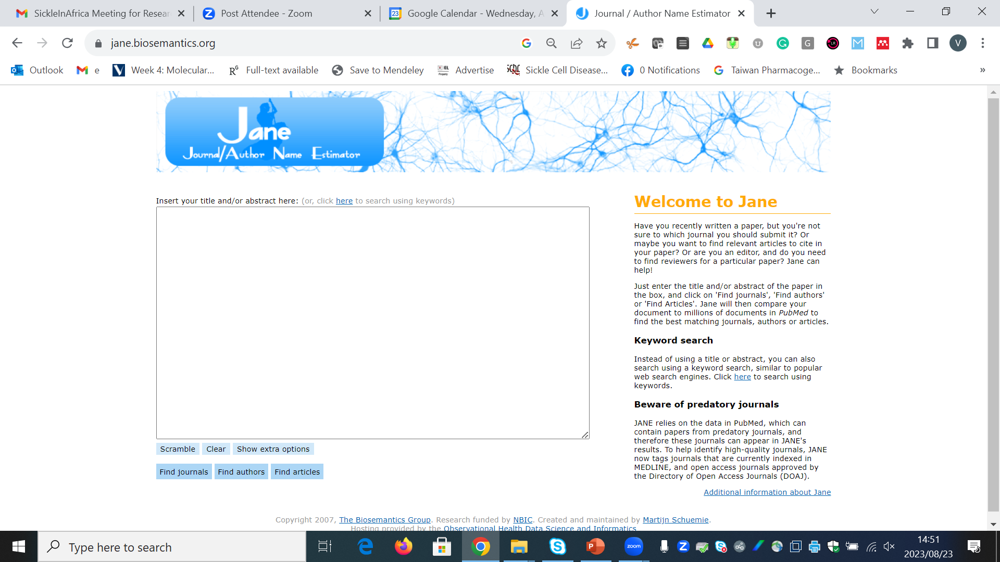 SickleInAfrica Meeting for Resear
Post Attendee - Zoom
Google Calendar - Wednesday, A
Journal / Author Name Estimator
jane.biosemantics.org
Outlook
e
Week 4: Molecular...
Full-text available
Save to Mendeley
Advertise
Sickle Cell Disease...
0 Notifications
Taiwan Pharmacoge...
Bookmarks
»
Jane
Journal/Author Name Estimator
Insert your title and/or abstract here: (or, click here to search using keywords)
Scramble
Clear
Show extra options
Find journals
Find authors
Find articles
Welcome to Jane
Have you recently written a paper, but you're not
sure to which journal you should submit it? Or
maybe you want to find relevant articles to cite in
your paper? Or are you an editor, and do you need
to find reviewers for a particular paper? Jane can
help!
Just enter the title and/or abstract of the paper in
the box, and click on 'Find journals', 'Find authors'
or 'Find Articles'. Jane will then compare your
document to millions of documents in PubMed to
find the best matching journals, authors or articles.
Keyword search
Instead of using a title or abstract, you can also
search using a keyword search, similar to popular
web search engines. Click here to search using
keywords.
Beware of predatory journals
JANE relies on the data in PubMed, which can
contain papers from predatory journals, and
therefore these journals can appear in JANE's
results. To help identify high-quality journals, JANE
now tags journals that are currently indexed in
MEDLINE, and open access journals approved by
the Directory of Open Access Journals (DOAJ).
Additional information about Jane
Copyright 2007, The Biosemantics Group. Research funded by NBIC. Created and maintained by Martijn Schuemie.
Hosting provided by the Observational Health Data Science and Informatics
Type here to search
zoom
14:51
2023/08/23